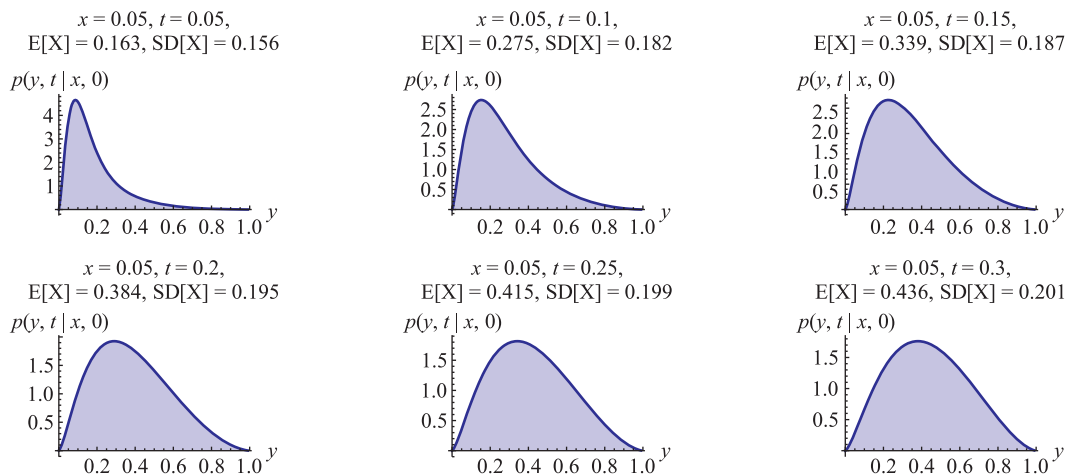 x = 0.05, t = 0.05,
E[X] = 0.163, SD[X] = 0.156
p(y, t | x, 0)
4
3
2
1
0.2 0.4 0.6 0.8 1.0 y
x = 0.05, t = 0.1,
E[X] = 0.275, SD[X] = 0.182
p(y, t | x, 0)
2.5
2.0
1.5
1.0
0.5
0.2 0.4 0.6 0.8 1.0 y
x = 0.05, t = 0.15,
E[X] = 0.339, SD[X] = 0.187
p(y, t | x, 0)
2.5
2.0
1.5
1.0
0.5
0.2 0.4 0.6 0.8 1.0 y
x = 0.05, t = 0.2,
E[X] = 0.384, SD[X] = 0.195
p(y, t | x, 0)
1.5
1.0
0.5
0.2 0.4 0.6 0.8 1.0 y
x = 0.05, t = 0.25,
E[X] = 0.415, SD[X] = 0.199
p(y, t | x, 0)
1.5
1.0
0.5
0.2 0.4 0.6 0.8 1.0 y
x = 0.05, t = 0.3,
E[X] = 0.436, SD[X] = 0.201
p(y, t | x, 0)
1.5
1.0
0.5
0.2 0.4 0.6 0.8 1.0 y